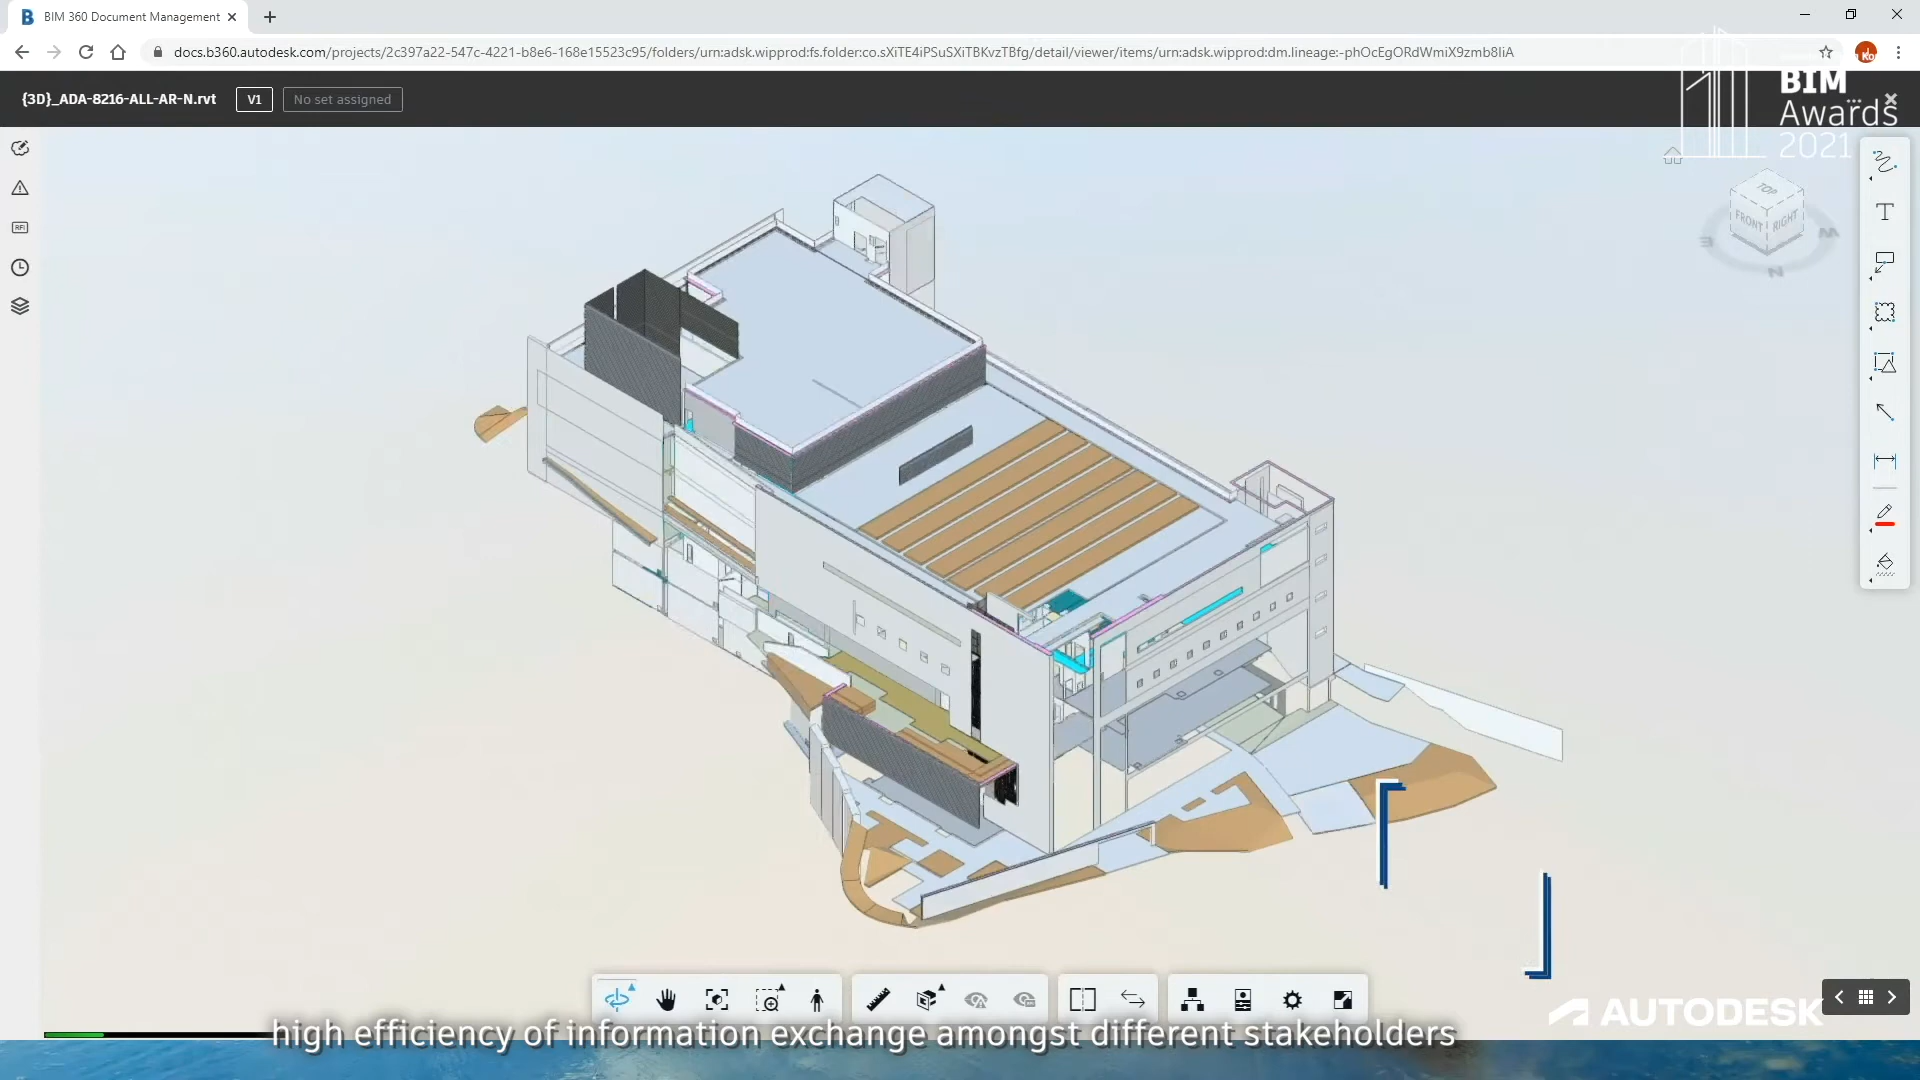 BIM 360 Document Management
docs.b360.autodesk.com/projects/2c397a22-547c-4221-b8e6-168e15523c95/folders/urn:adsk.wipprod:fs.folder:co.sXiTE4iPSuSXiTBKvzTBfg/detail/viewer/items/urn:adsk.wipprod:dm.lineage:-phOcEgORdWmiX9zmb8IiA
{3D}_ADA-8216-ALL-AR-N.rvt
V1
No set assigned
BIM
Awards
2021
TOP
FRONT
RIGHT
E
N
W
RFI
T
AUTODESK
high efficiency of information exchange amongst different stakeholders